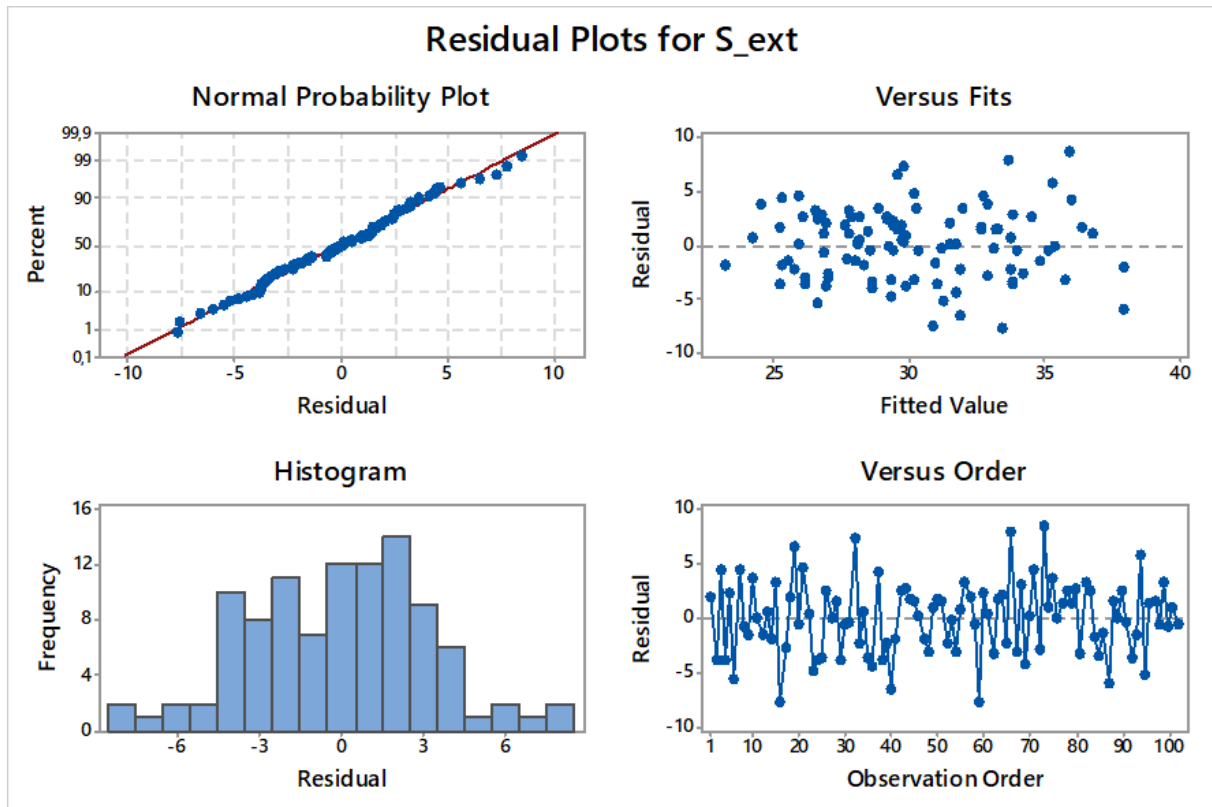 Residual Plots for S_ext
Normal Probability Plot
Percent
99,9
99
90
50
10
1
0,1
-10 -5 0 5 10
Residual
Versus Fits
Residual
10
5
0
-5
-10
25 30 35 40
Fitted Value
Histogram
Frequency
16
12
8
4
0
-6 -3 0 3 6
Residual
Versus Order
Residual
10
5
0
-5
-10
1 10 20 30 40 50 60 70 80 90 100
Observation Order